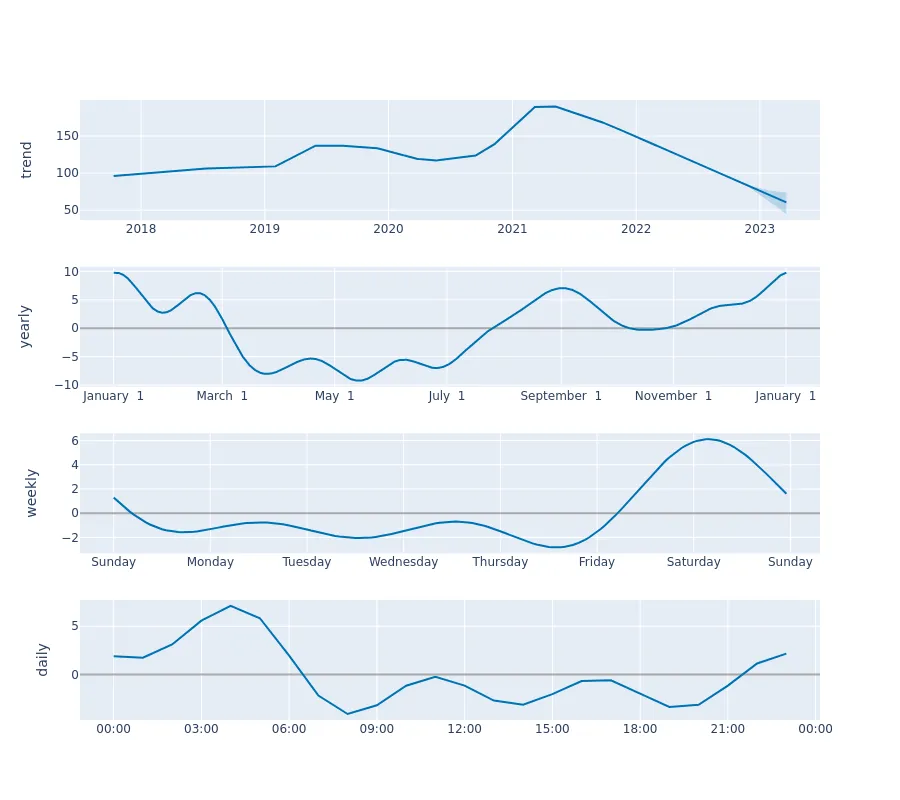 trend
150
100
50
2018 2019 2020 2021 2022 2023
yearly
10
5
0
−5
−10
January 1 March 1 May 1 July 1 September 1 November 1 January 1
weekly
6
4
2
0
−2
Sunday Monday Tuesday Wednesday Thursday Friday Saturday Sunday
daily
5
0
00:00 03:00 06:00 09:00 12:00 15:00 18:00 21:00 00:00